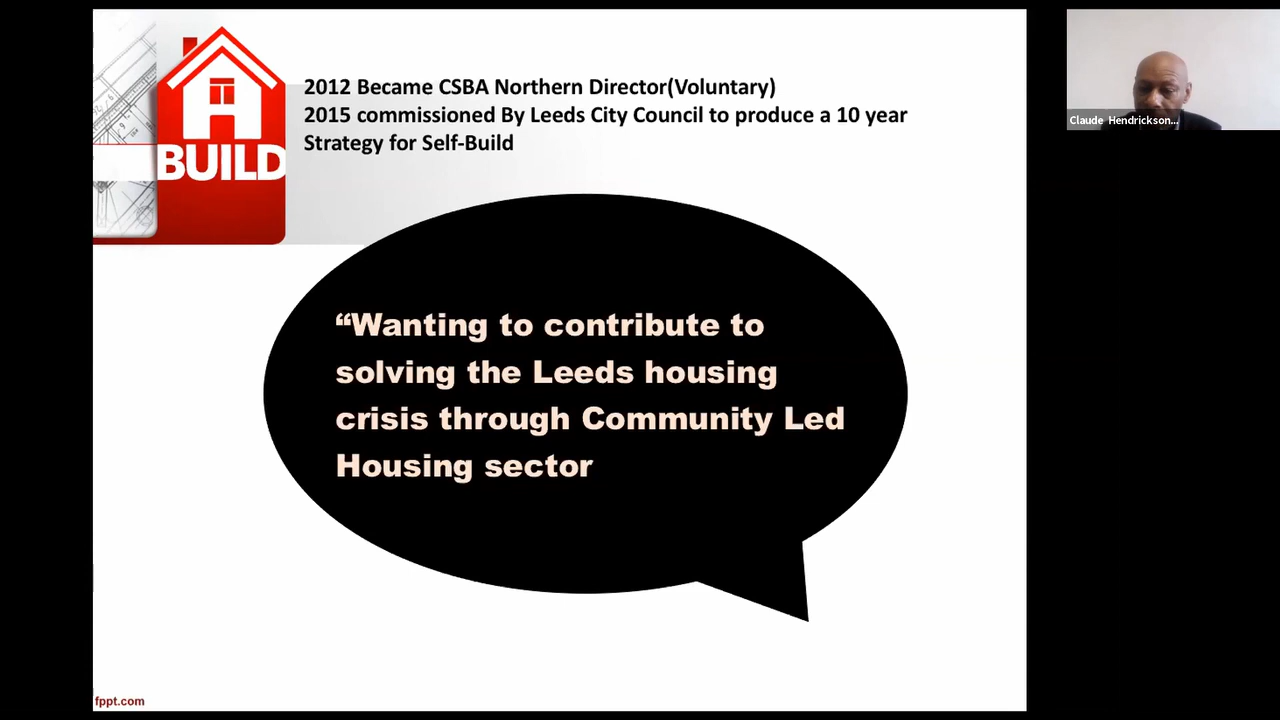 2012 Became CSBA Northern Director(Voluntary)
2015 commissioned By Leeds City Council to produce a 10 year
Strategy for Self-Build
BUILD
“Wanting to contribute to
solving the Leeds housing
crisis through Community Led
Housing sector
fppt.com
Claude Hendrickson...